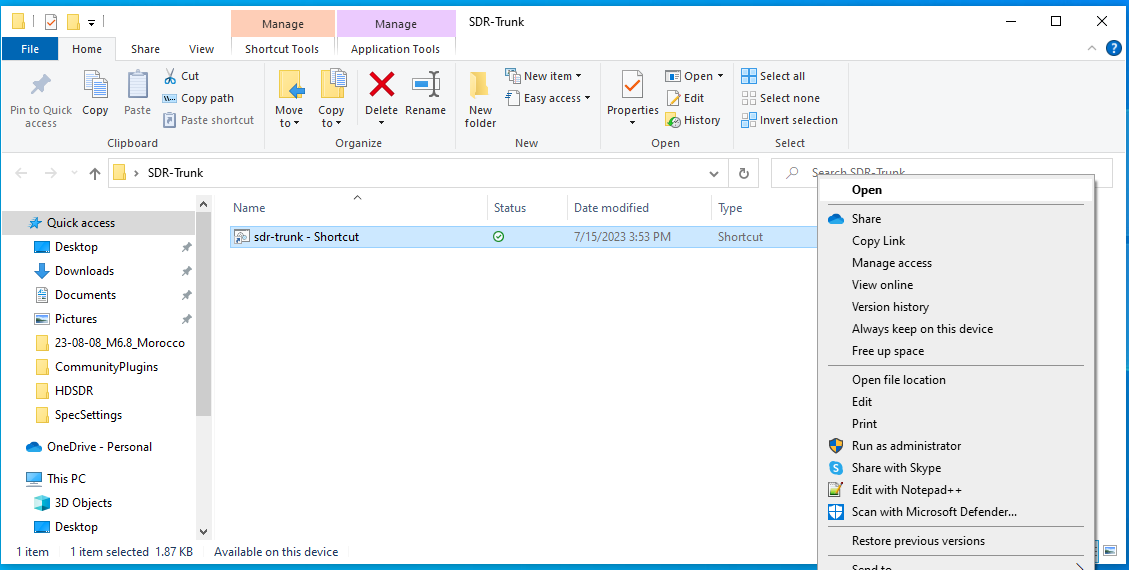 Manage Manage SDR-Trunk
File Home Share View Shortcut Tools Application Tools
Pin to Quick access
Copy
Paste
Cut
Copy path
Paste shortcut
Clipboard
Move to
Copy to
Delete
Rename
Organize
New folder
New item
Easy access
New
Properties
Open
Edit
History
Open
Select all
Select none
Invert selection
Select
SDR-Trunk
Search SDR-Trunk
Quick access
Desktop
Downloads
Documents
Pictures
23-08-08_M6.8_Morocco
CommunityPlugins
HDSDR
SpecSettings
OneDrive - Personal
This PC
3D Objects
Desktop
Name Status Date modified Type
sdr-trunk - Shortcut 7/15/2023 3:53 PM Shortcut
Open
Share
Copy Link
Manage access
View online
Version history
Always keep on this device
Free up space
Open file location
Edit
Print
Run as administrator
Share with Skype
Edit with Notepad++
Scan with Microsoft Defender...
Restore previous versions
Send to
1 item 1 item selected 1.87 KB Available on this device